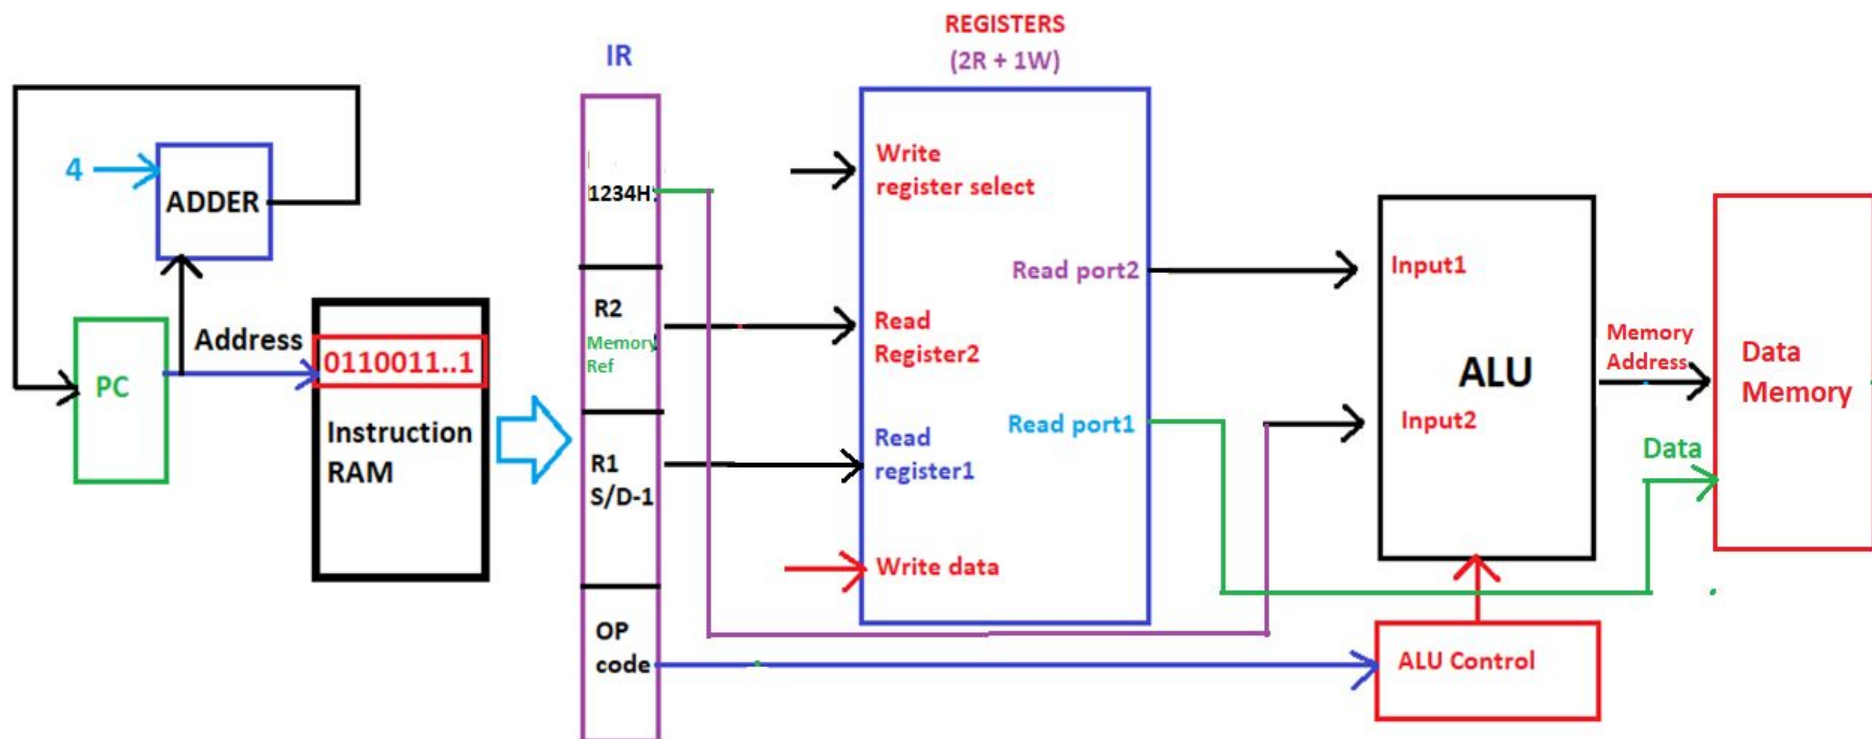 REGISTERS
(2R + 1W)
IR
4
ADDER
Address
PC
0110011..1
Instruction
RAM
1234H
R2
Memory
Ref
R1
S/D-1
OP
code
Write
register select
Read port2
Read
Register2
Read port1
Read
register1
Write data
Input1
ALU
Input2
Memory
Address
Data
Memory
Data
ALU Control